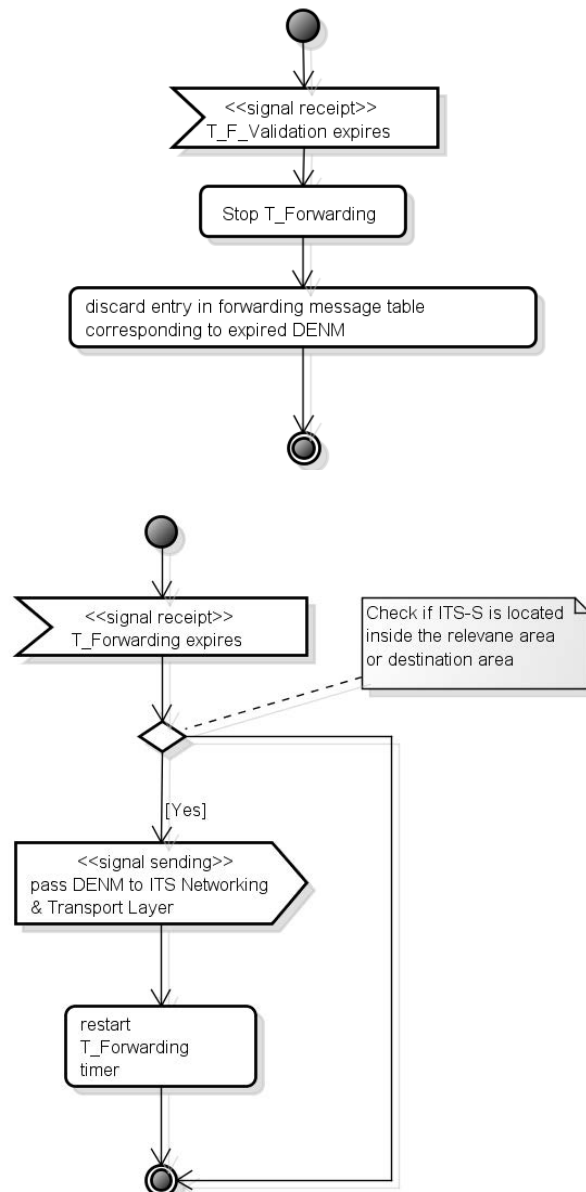 <<signal receipt>>
T_F_Validation expires
Stop T_Forwarding
discard entry in forwarding message table
corresponding to expired DENM
<<signal receipt>>
T_Forwarding expires
Check if ITS-S is located
inside the relevane area
or destination area
[Yes]
<<signal sending>>
pass DENM to ITS Networking
& Transport Layer
restart
T_Forwarding
timer